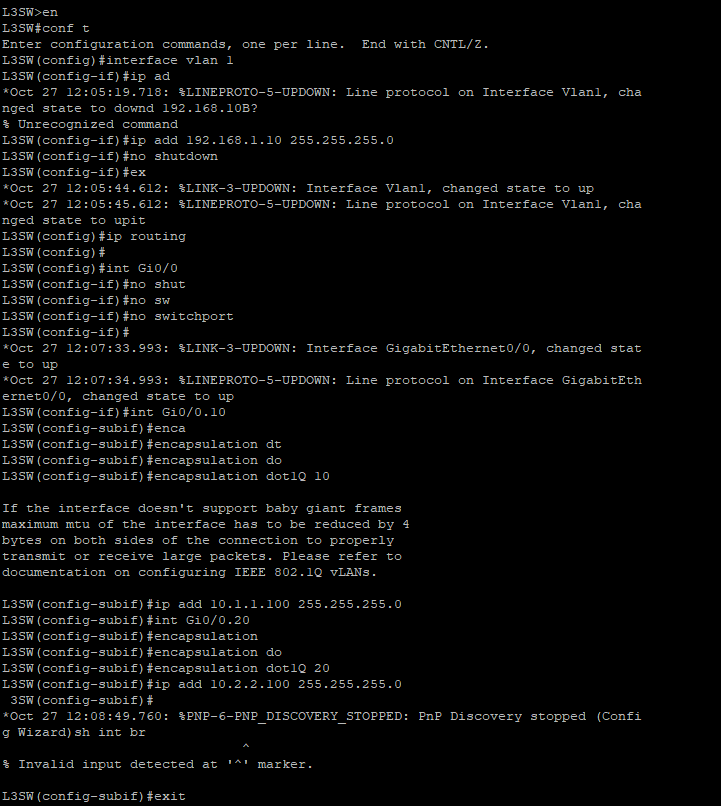 L3SW>en
L3SW#conf t
Enter configuration commands, one per line.  End with CNTL/Z.
L3SW(config)#interface vlan 1
L3SW(config-if)#ip ad
*Oct 27 12:05:19.718: %LINEPROTO-5-UPDOWN: Line protocol on Interface Vlan1, cha
nged state to downd 192.168.10B?
% Unrecognized command
L3SW(config-if)#ip add 192.168.1.10 255.255.255.0
L3SW(config-if)#no shutdown
L3SW(config-if)#ex
*Oct 27 12:05:44.612: %LINK-3-UPDOWN: Interface Vlan1, changed state to up
*Oct 27 12:05:45.612: %LINEPROTO-5-UPDOWN: Line protocol on Interface Vlan1, cha
nged state to upit
L3SW(config)#ip routing
L3SW(config)#
L3SW(config)#int Gi0/0
L3SW(config-if)#no shut
L3SW(config-if)#no sw
L3SW(config-if)#no switchport
L3SW(config-if)#
*Oct 27 12:07:33.993: %LINK-3-UPDOWN: Interface GigabitEthernet0/0, changed stat
e to up
*Oct 27 12:07:34.993: %LINEPROTO-5-UPDOWN: Line protocol on Interface GigabitEth
ernet0/0, changed state to up
L3SW(config-if)#int Gi0/0.10
L3SW(config-subif)#enca
L3SW(config-subif)#encapsulation dt
L3SW(config-subif)#encapsulation do
L3SW(config-subif)#encapsulation dot1Q 10

If the interface doesn't support baby giant frames
maximum mtu of the interface has to be reduced by 4
bytes on both sides of the connection to properly
transmit or receive large packets. Please refer to
documentation on configuring IEEE 802.1Q vLANs.

L3SW(config-subif)#ip add 10.1.1.100 255.255.255.0
L3SW(config-subif)#int Gi0/0.20
L3SW(config-subif)#encapsulation
L3SW(config-subif)#encapsulation do
L3SW(config-subif)#encapsulation dot1Q 20
L3SW(config-subif)#ip add 10.2.2.100 255.255.255.0
 3SW(config-subif)#
*Oct 27 12:08:49.760: %PNP-6-PNP_DISCOVERY_STOPPED: PnP Discovery stopped (Confi
g Wizard)sh int br
                             ^
% Invalid input detected at '^' marker.

L3SW(config-subif)#exit